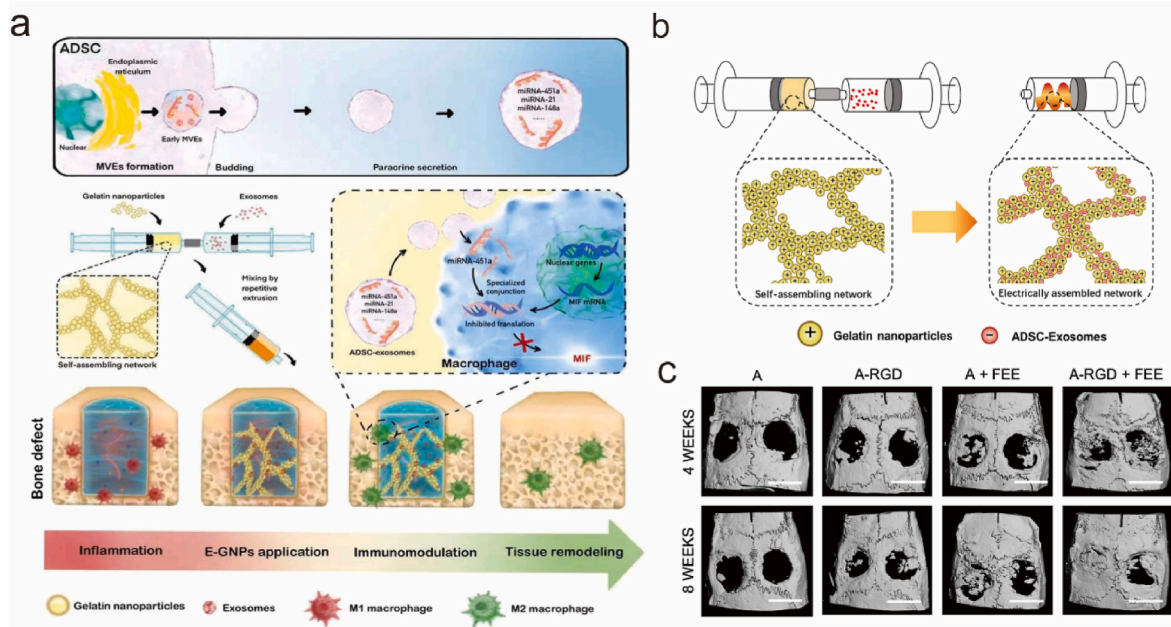 a
ADSC
Endoplasmic
reticulum
Nuclear
Early MVEs
MVEs formation
Budding
Paracrine secretion
miRNA-451a
miRNA-21
miRNA-148a
......
Gelatin nanoparticles
Exosomes
Mixing by
repetitive
extrusion
Self-assembling network
miRNA-451a
miRNA-21
miRNA-148a
......
ADSC-exosomes
miRNA-451a
Specialized
conjunction
Inhibited translation
Nuclear genes
MIF mRNA
Macrophage
MIF
Bone defect
Inflammation
E-GNPs application
Immunomodulation
Tissue remodeling
Gelatin nanoparticles
Exosomes
M1 macrophage
M2 macrophage
b
Self-assembling network
Electrically assembled network
+ Gelatin nanoparticles
- ADSC-Exosomes
C
A
A-RGD
A + FEE
A-RGD + FEE
4 WEEKS
8 WEEKS